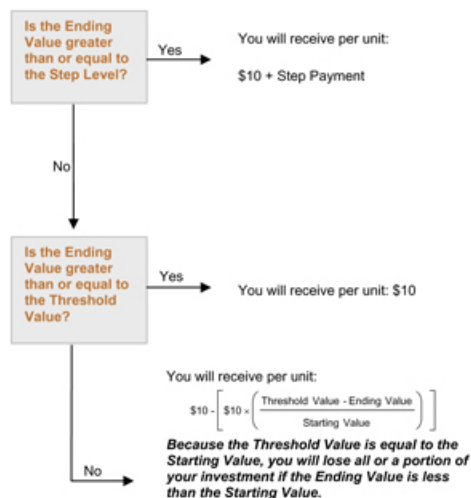 Is the Ending
Value greater
than or equal to
the Step Level?
Yes
You will receive per unit:
$10 + Step Payment
No
Is the Ending
Value greater
than or equal to
the Threshold
Value?
Yes
You will receive per unit: $10
You will receive per unit:
$10 - [ $10 × ( Threshold Value - Ending Value
Starting Value ) ]
Because the Threshold Value is equal to the
Starting Value, you will lose all or a portion of
your investment if the Ending Value is less
than the Starting Value.
No